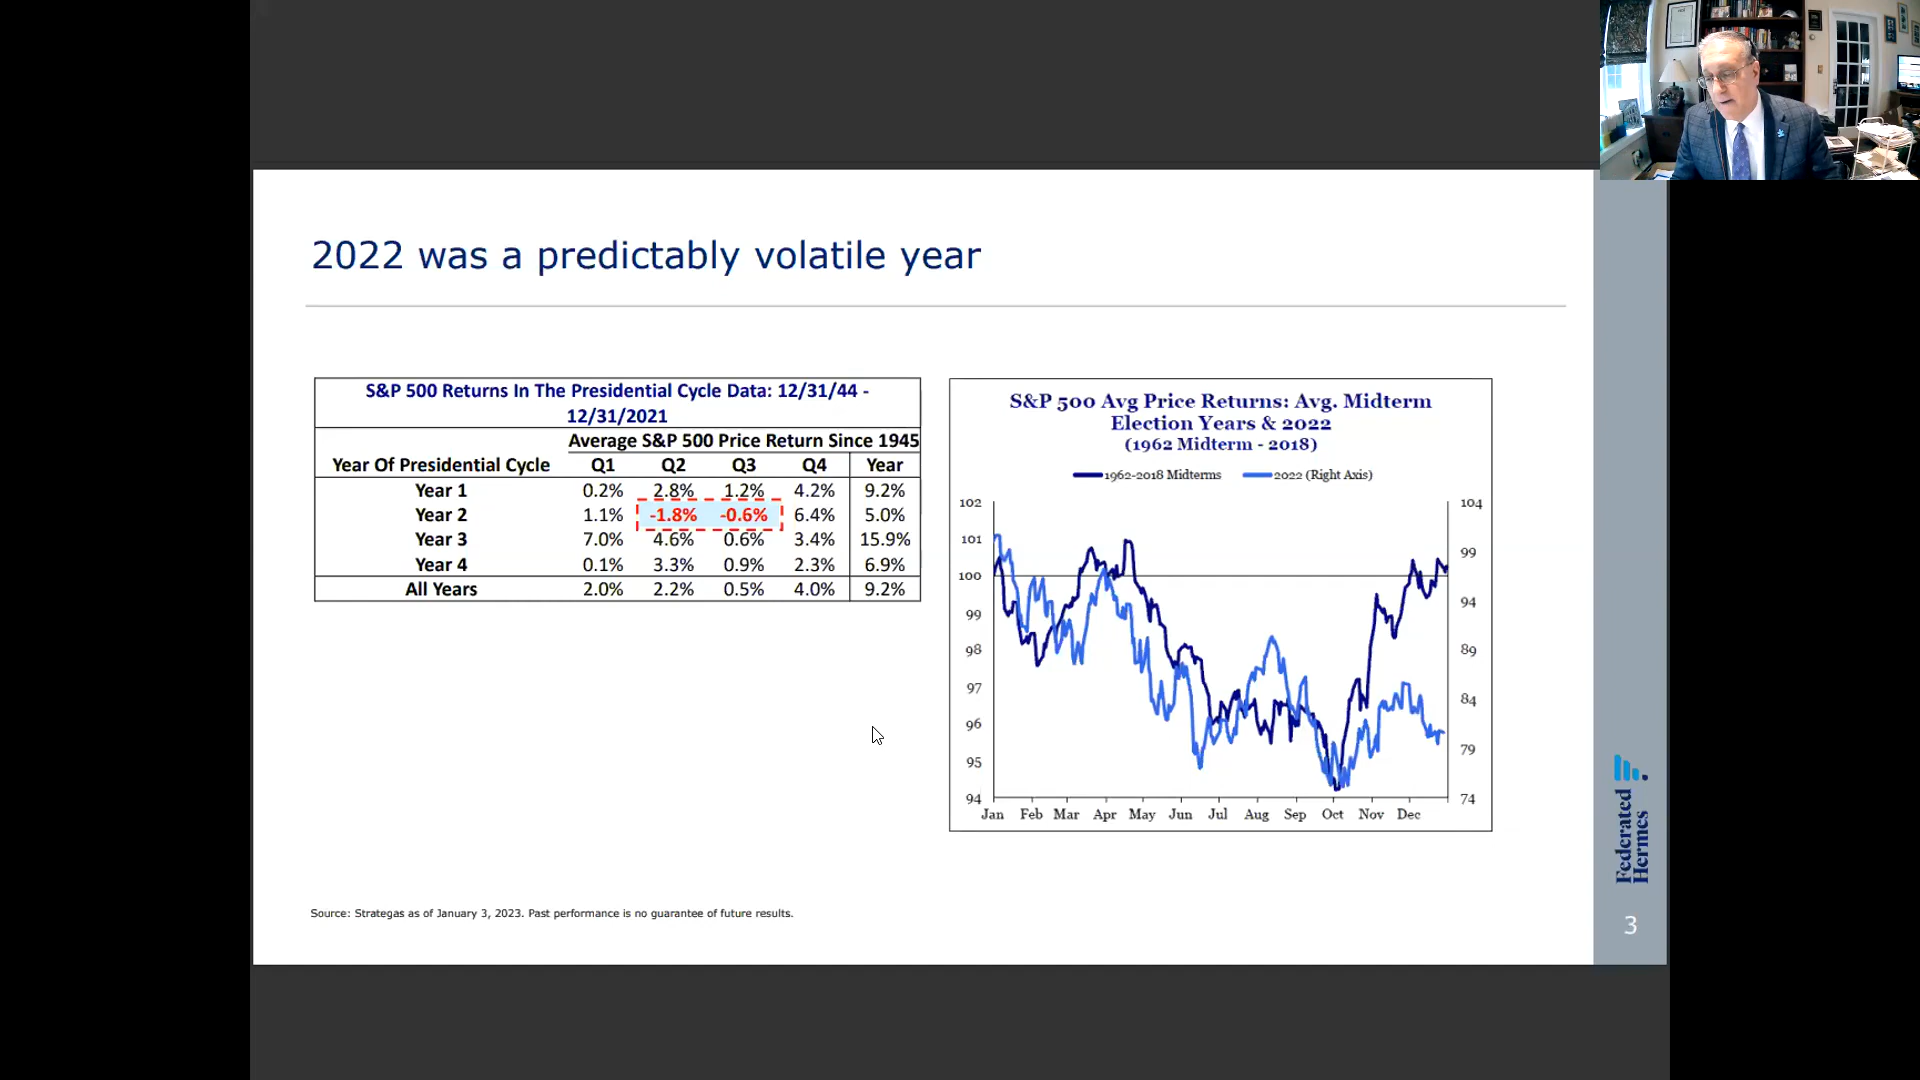 2022 was a predictably volatile year
S&P 500 Returns In The Presidential Cycle Data: 12/31/44 -
12/31/2021
Average S&P 500 Price Return Since 1945
Year Of Presidential Cycle Q1 Q2 Q3 Q4 Year
Year 1 0.2% 2.8% 1.2% 4.2% 9.2%
Year 2 1.1% -1.8% -0.6% 6.4% 5.0%
Year 3 7.0% 4.6% 0.6% 3.4% 15.9%
Year 4 0.1% 3.3% 0.9% 2.3% 6.9%
All Years 2.0% 2.2% 0.5% 4.0% 9.2%
S&P 500 Avg Price Returns: Avg. Midterm
Election Years & 2022
(1962 Midterm - 2018)
1962-2018 Midterms 2022 (Right Axis)
102 104
101 99
100 94
99 89
98 84
97 79
96 74
95
94
Jan Feb Mar Apr May Jun Jul Aug Sep Oct Nov Dec
Source: Strategas as of January 3, 2023. Past performance is no guarantee of future results.
Federated
Hermes
3